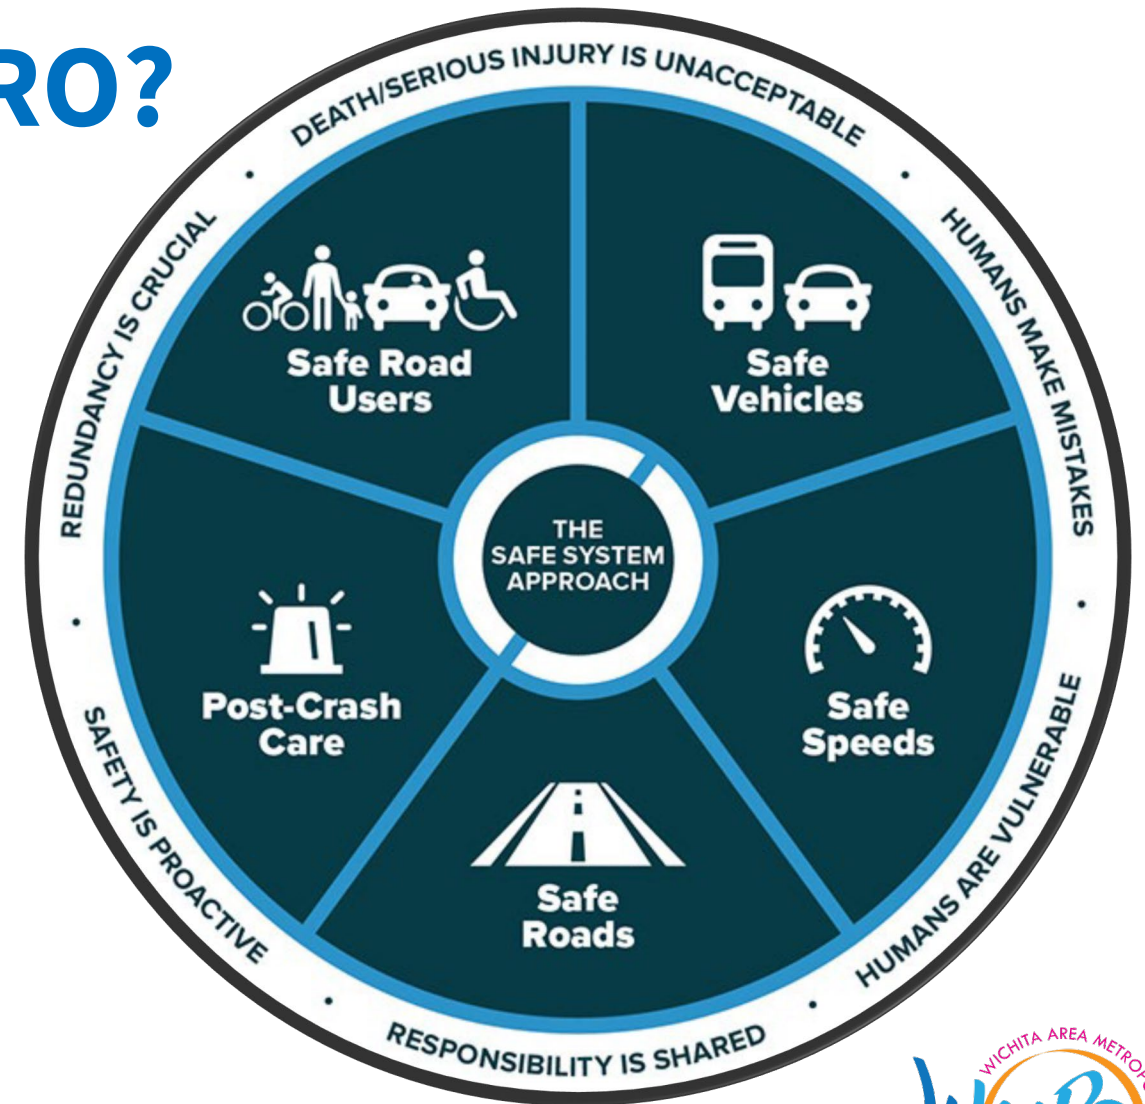 RO?
DEATH/SERIOUS INJURY IS UNACCEPTABLE
HUMANS MAKE MISTAKES
HUMANS ARE VULNERABLE
RESPONSIBILITY IS SHARED
SAFETY IS PROACTIVE
REDUNDANCY IS CRUCIAL
Safe Road
Users
Safe
Vehicles
THE
SAFE SYSTEM
APPROACH
Post-Crash
Care
Safe
Speeds
Safe
Roads
WICHITA AREA